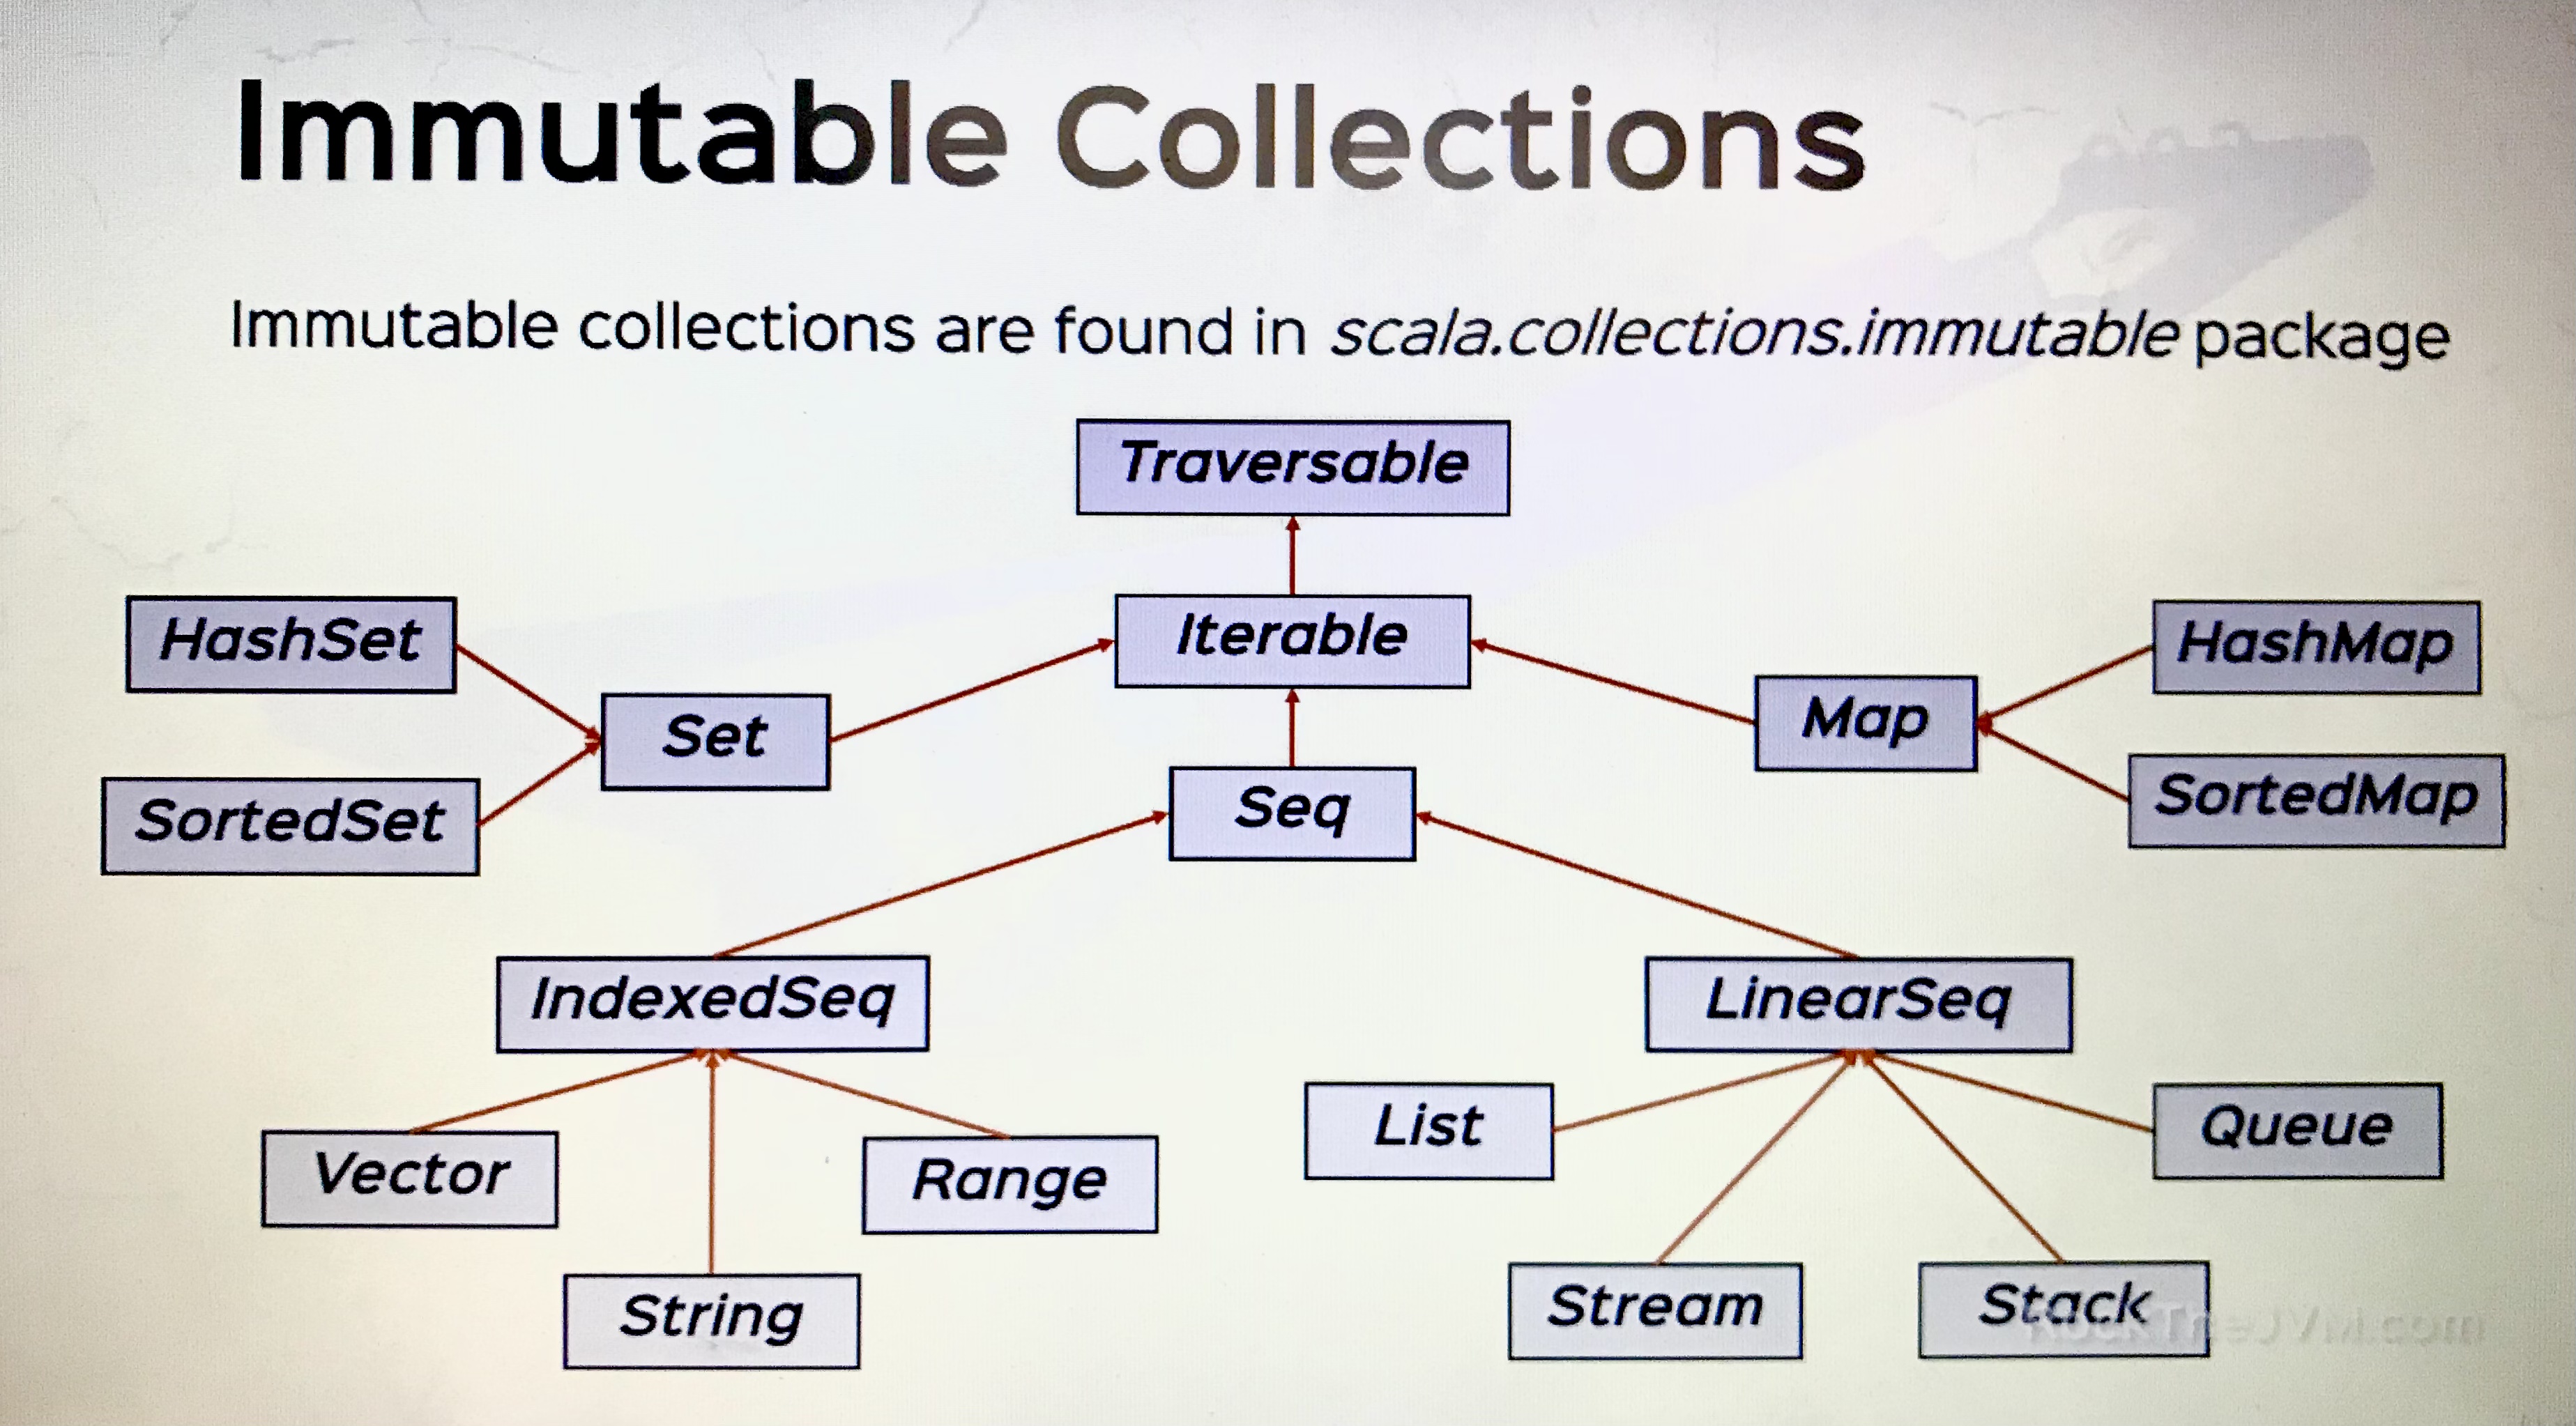 Immutable Collections
Immutable collections are found in scala.collections.immutable package
Traversable
HashSet
Iterable
HashMap
Set
Map
SortedSet
Seq
SortedMap
IndexedSeq
LinearSeq
Vector
Range
List
Queue
String
Stream
Stack
RockTheJVM.com